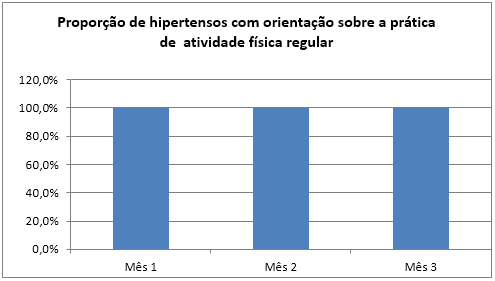 Proporção de hipertensos com orientação sobre a prática
de atividade física regular
120,0%
100,0%
80,0%
60,0%
40,0%
20,0%
0,0%
Mês 1 Mês 2 Mês 3